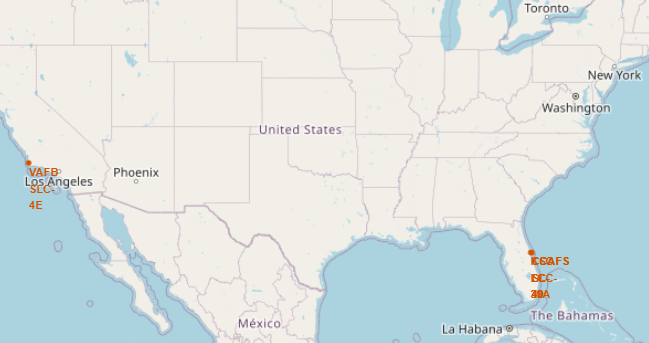 Toronto
New York
Washington
United States
VAFB
SLC-
4E
Los Angeles
Phoenix
México
La Habana
The Bahamas